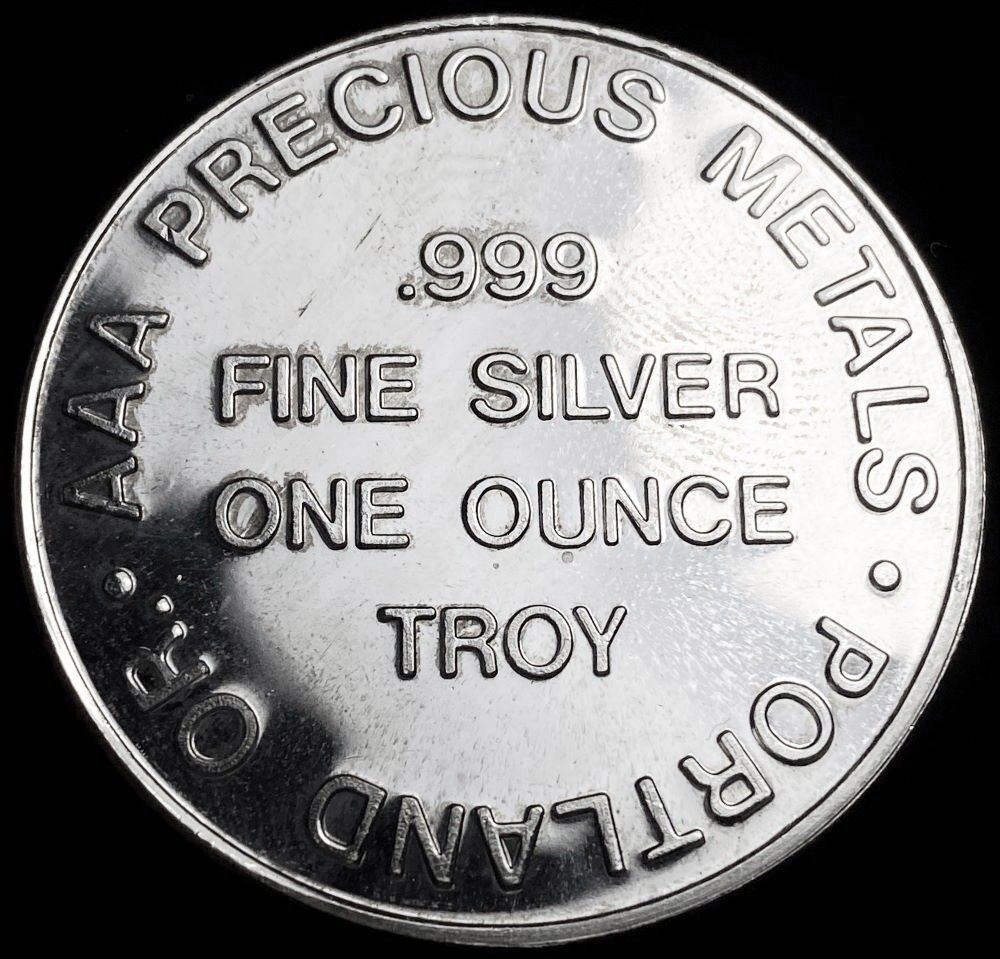 AAA PRECIOUS METALS • PORTLAND OR. •
.999
FINE SILVER
ONE OUNCE
TROY